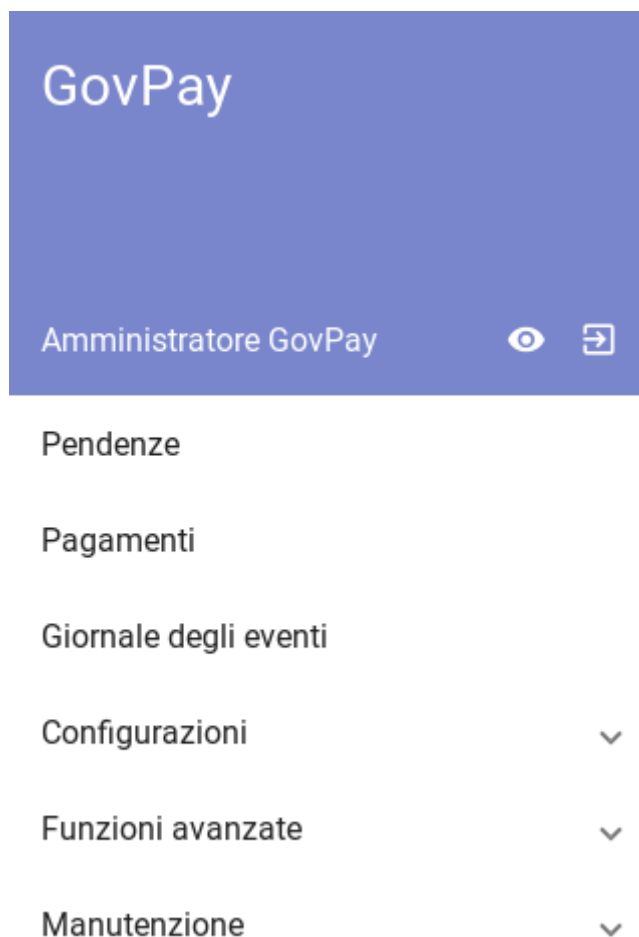 GovPay
Amministratore GovPay
Pendenze
Pagamenti
Giornale degli eventi
Configurazioni
Funzioni avanzate
Manutenzione